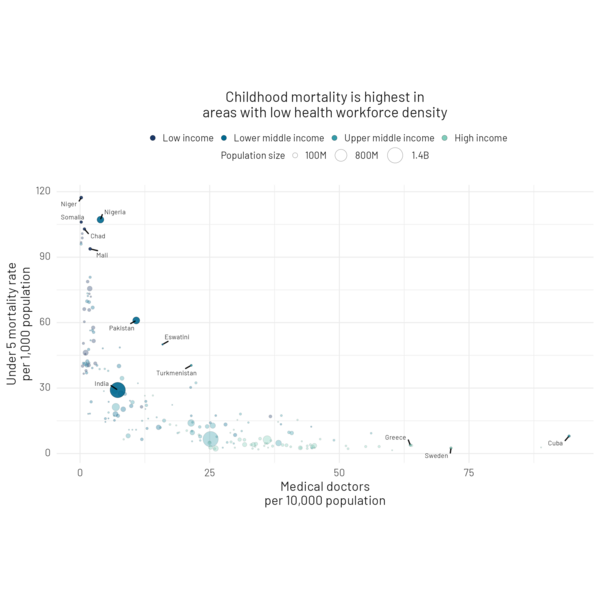 Childhood mortality is highest in
areas with low health workforce density
Low income Lower middle income Upper middle income High income
Population size 100M 800M 1.4B
120
90
60
30
0
Under 5 mortality rate
per 1,000 population
Niger
Nigeria
Somalia
Chad
Mali
Pakistan
Eswatini
Turkmenistan
India
Greece
Sweden
Cuba
0 25 50 75
Medical doctors
per 10,000 population